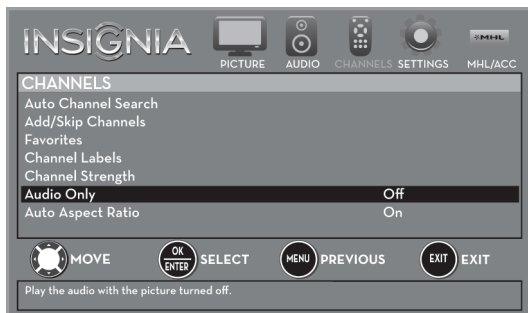 INSIGNIA
PICTURE AUDIO CHANNELS SETTINGS MHL/ACC
MHL
CHANNELS
Auto Channel Search
Add/Skip Channels
Favorites
Channel Labels
Channel Strength
Audio Only Off
Auto Aspect Ratio On
MOVE OK ENTER SELECT MENU PREVIOUS EXIT EXIT
Play the audio with the picture turned off.